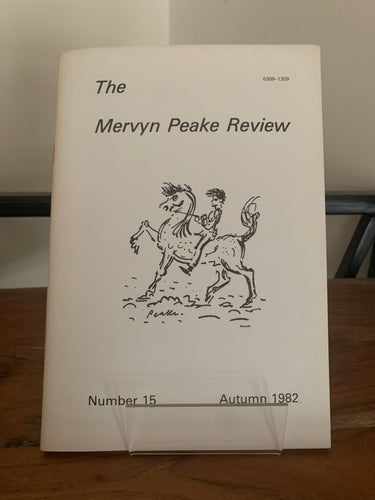 The
0309-1309
Mervyn Peake Review
Peake.
Number 15
Autumn 1982.